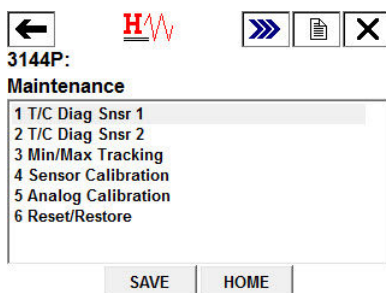 H
3144P:
Maintenance
1 T/C Diag Snsr 1
2 T/C Diag Snsr 2
3 Min/Max Tracking
4 Sensor Calibration
5 Analog Calibration
6 Reset/Restore
SAVE HOME